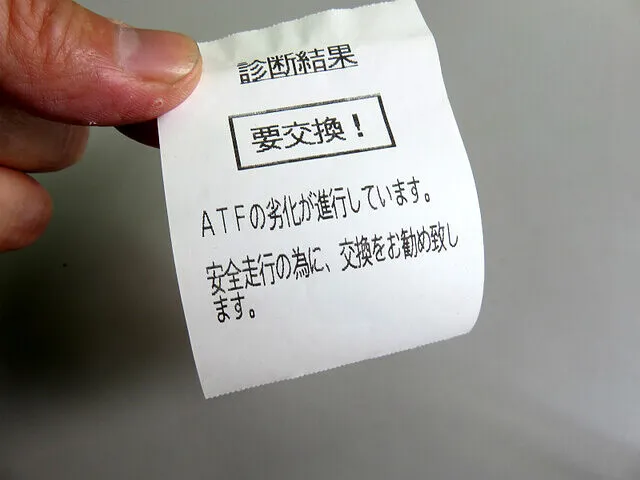 診断結果
要交換！
ＡＴＦの劣化が進行しています。
安全走行の為に、交換をお勧め致し
ます。